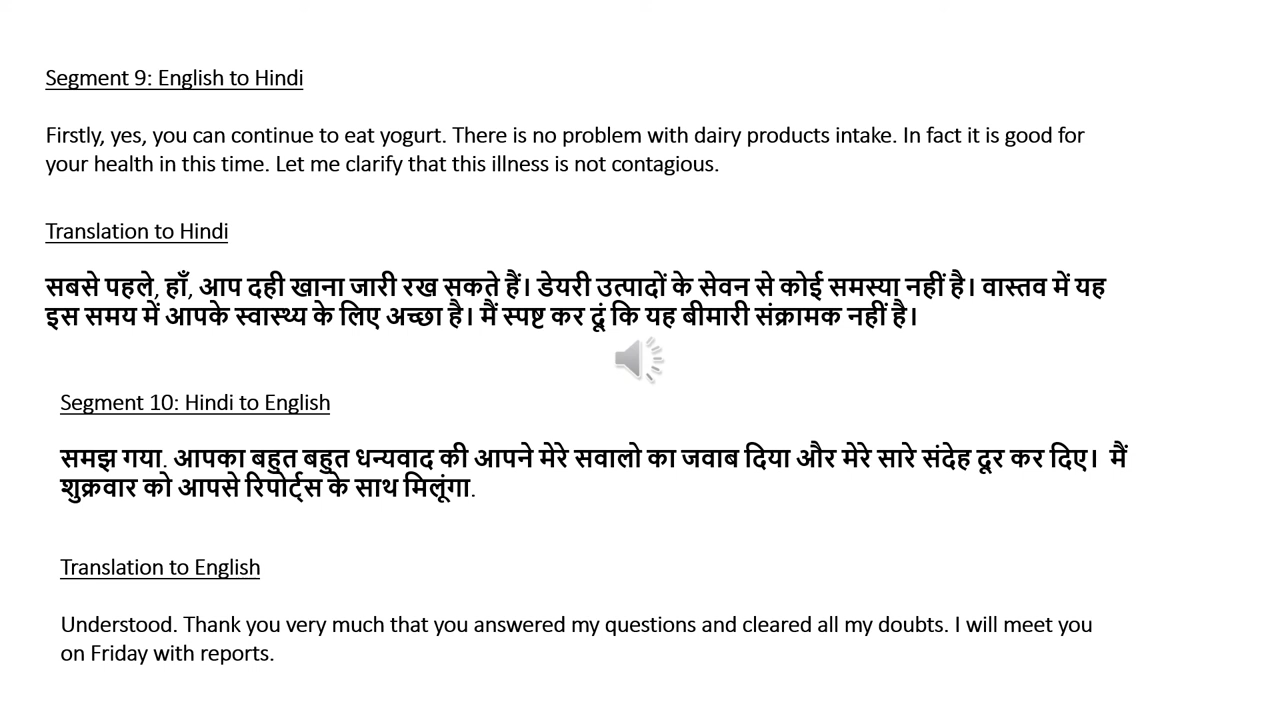 Segment 9: English to Hindi
Firstly, yes, you can continue to eat yogurt. There is no problem with dairy products intake. In fact it is good for
your health in this time. Let me clarify that this illness is not contagious.
Translation to Hindi
सबसे पहले, हाँ, आप दही खाना जारी रख सकते हैं। डेयरी उत्पादों के सेवन से कोई समस्या नहीं है। वास्तव में यह
इस समय में आपके स्वास्थ्य के लिए अच्छा है। मैं स्पष्ट कर दूं कि यह बीमारी संक्रामक नहीं है।
Segment 10: Hindi to English
समझ गया. आपका बहुत बहुत धन्यवाद की आपने मेरे सवालो का जवाब दिया और मेरे सारे संदेह दूर कर दिए। मैं
शुक्रवार को आपसे रिपोर्ट्स के साथ मिलूंगा.
Translation to English
Understood. Thank you very much that you answered my questions and cleared all my doubts. I will meet you
on Friday with reports.